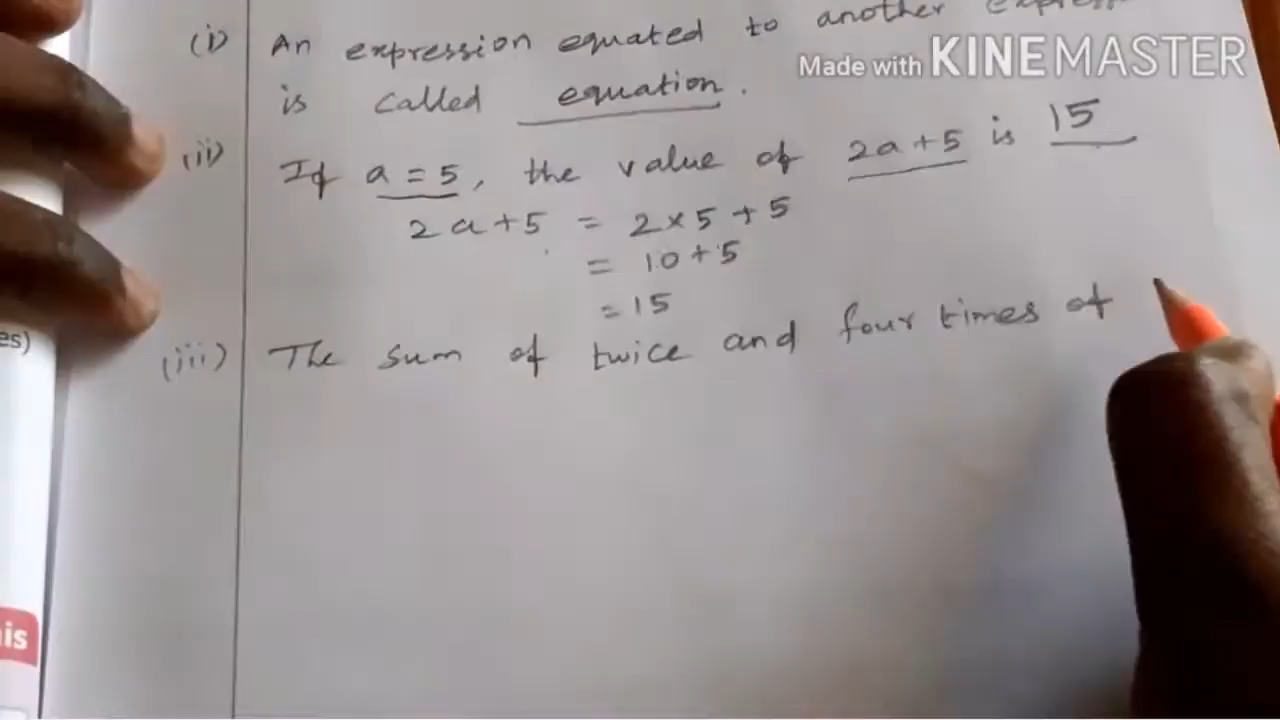 (i) An expression equated to another
Made with KINEMASTER
is called equation.
(ii) If a = 5, the value of 2a+5 is 15
2a+5 = 2×5+5
= 10+5
= 15
(iii) The sum of twice and four times of
es)
is